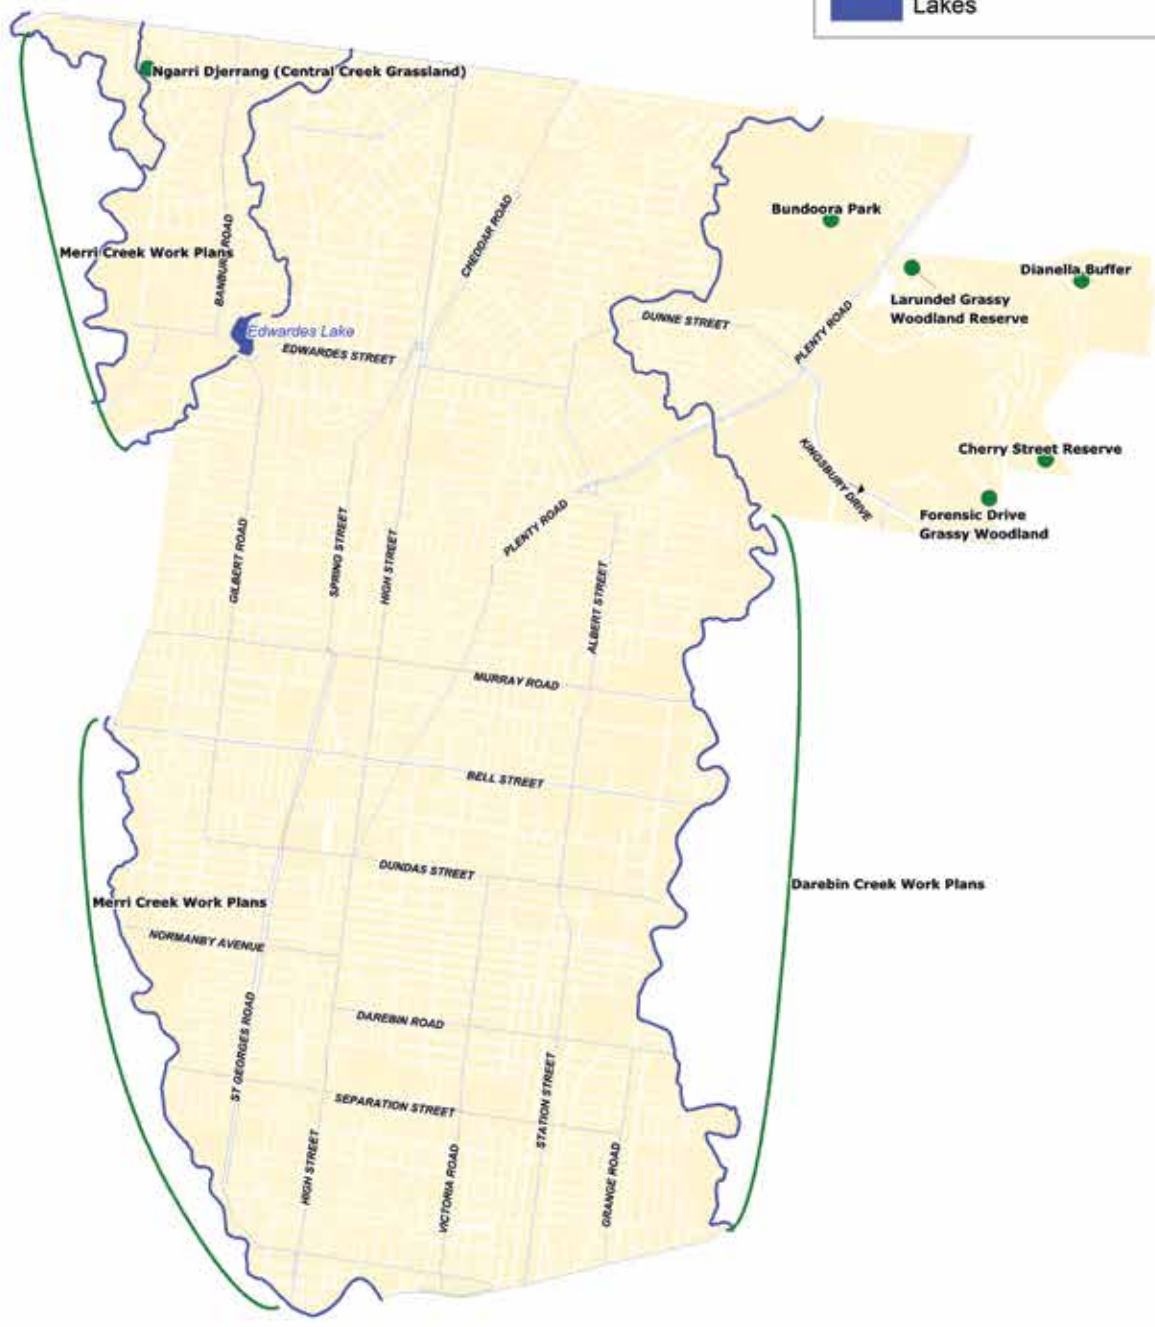 Lakes
Ngarri Djerrang (Central Creek Grassland)
Merri Creek Work Plans
BANBURY ROAD
CHEDDAR ROAD
Bundoora Park
Dianella Buffer
Larundel Grassy
Woodland Reserve
Edwardes Lake
EDWARDES STREET
DUNNE STREET
PLENTY ROAD
Cherry Street Reserve
KINGSBURY DRIVE
Forensic Drive
Grassy Woodland
GILBERT ROAD
SPRING STREET
HIGH STREET
PLENTY ROAD
ALBERT STREET
MURRAY ROAD
BELL STREET
DUNDAS STREET
Darebin Creek Work Plans
Merri Creek Work Plans
NORMANBY AVENUE
ST GEORGES ROAD
DAREBIN ROAD
SEPARATION STREET
STATION STREET
HIGH STREET
VICTORIA ROAD
GRANGE ROAD